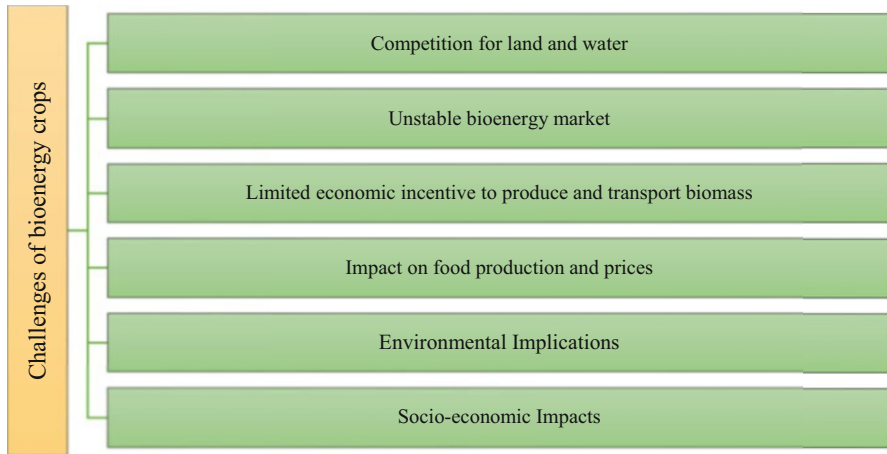 Challenges of bioenergy crops
Competition for land and water
Unstable bioenergy market
Limited economic incentive to produce and transport biomass
Impact on food production and prices
Environmental Implications
Socio-economic Impacts